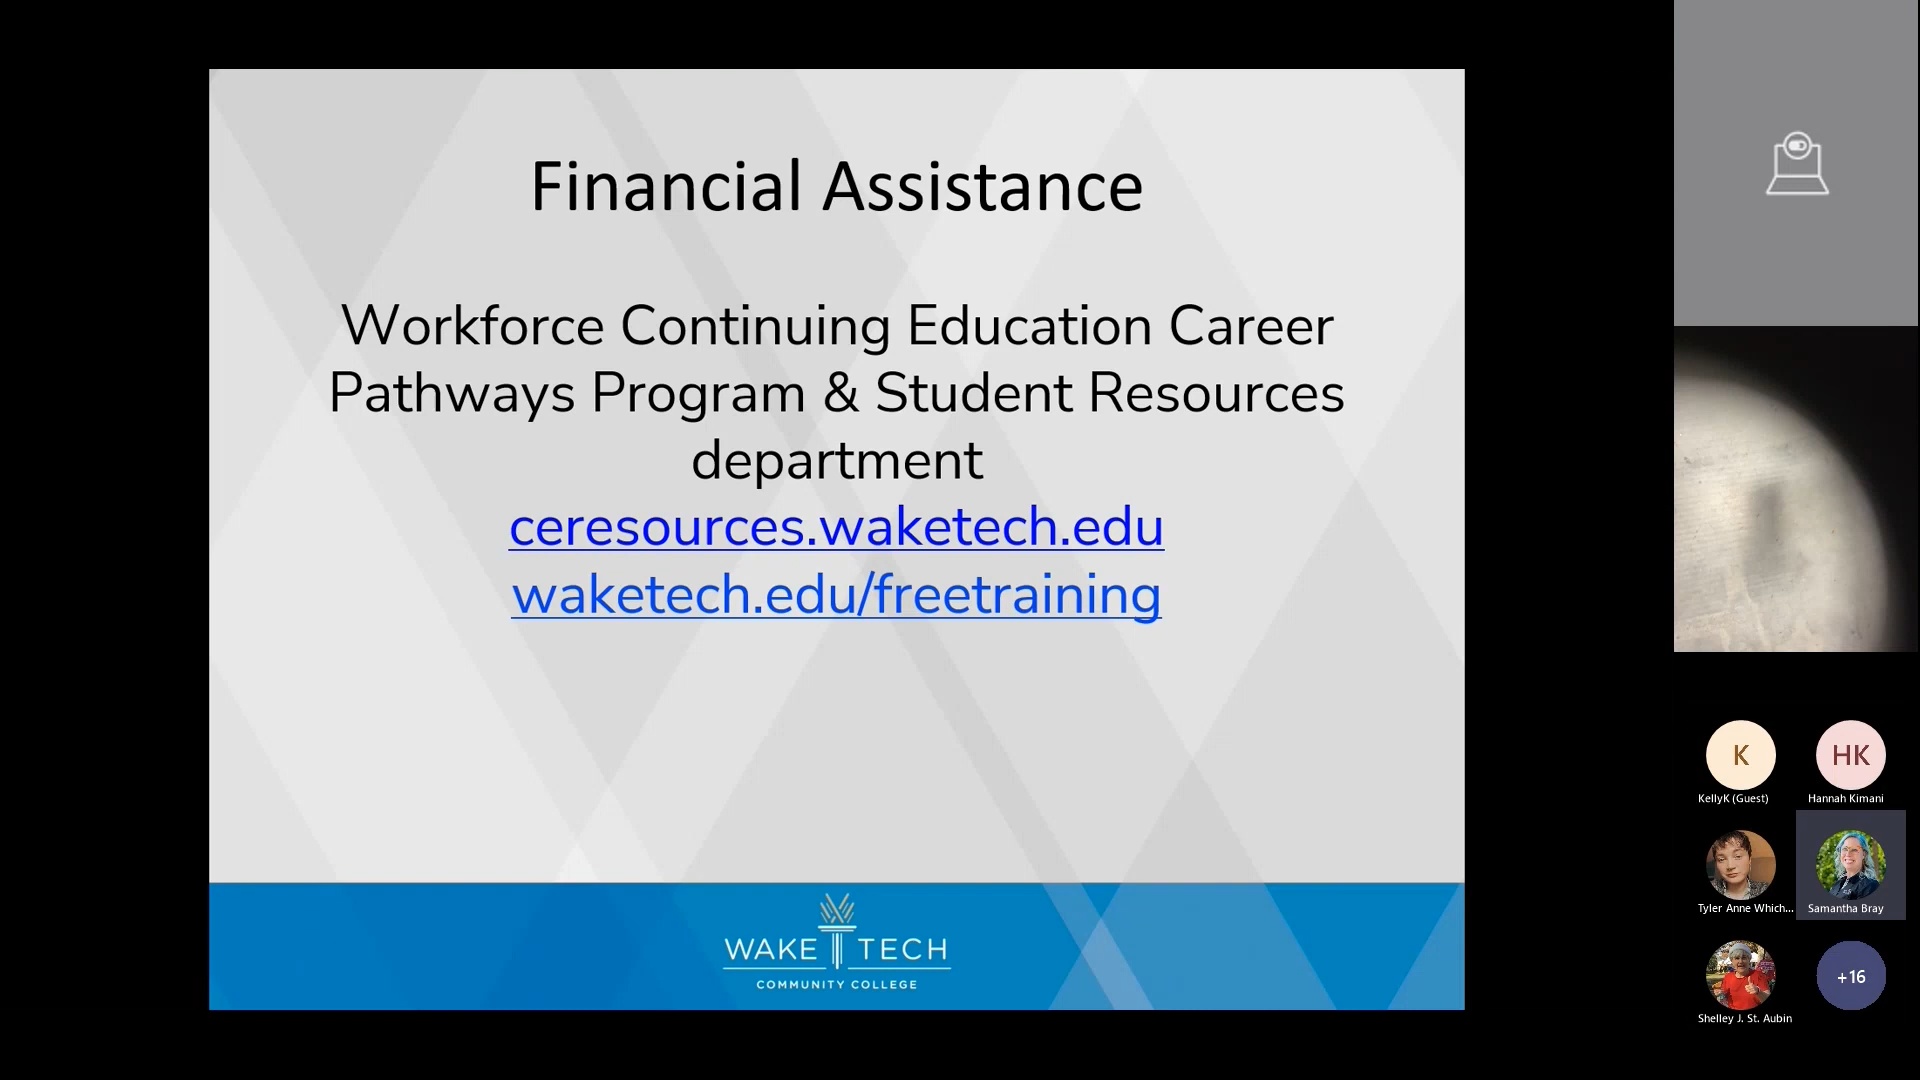 Financial Assistance
Workforce Continuing Education Career
Pathways Program & Student Resources
department
ceresources.waketech.edu
waketech.edu/freetraining
WAKE TECH
COMMUNITY COLLEGE
K
HK
KellyK (Guest)
Hannah Kimani
Tyler Anne Which...
Samantha Bray
+16
Shelley J. St. Aubin